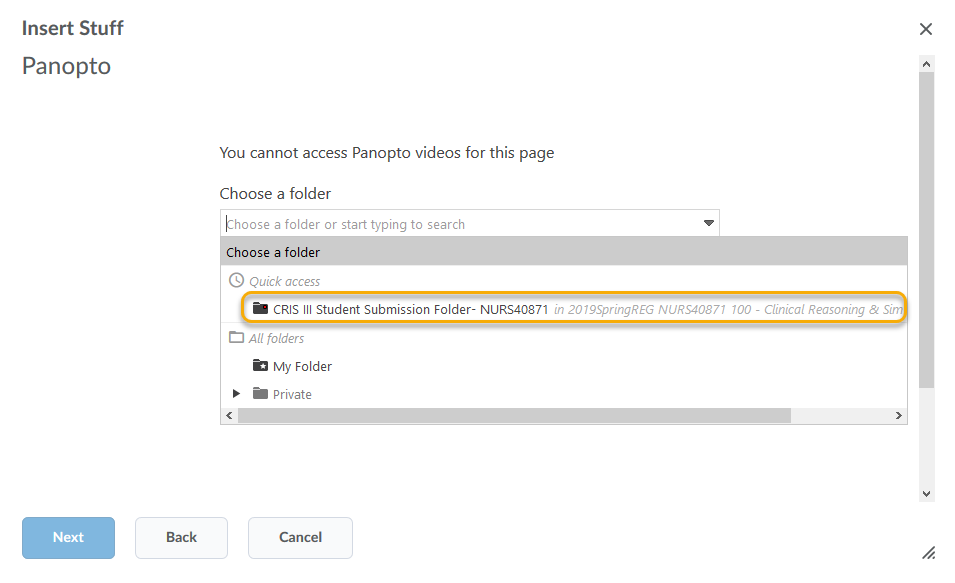 Insert Stuff
Panopto
You cannot access Panopto videos for this page
Choose a folder
Choose a folder or start typing to search
Choose a folder
Quick access
CRIS III Student Submission Folder- NURS40871 in 2019SpringREG NURS40871 100 - Clinical Reasoning & Sim
All folders
My Folder
Private
Next Back Cancel